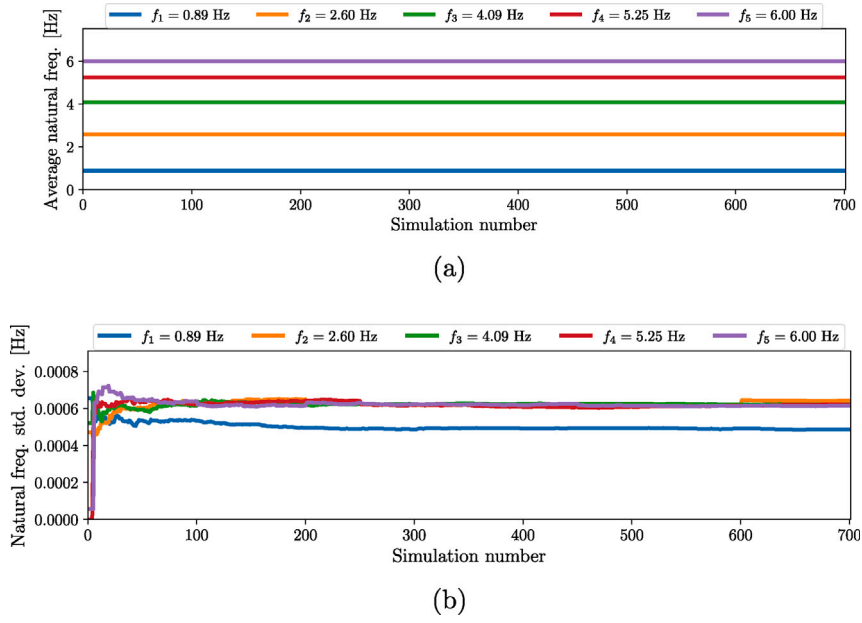 f₁ = 0.89 Hz f₂ = 2.60 Hz f₃ = 4.09 Hz f₄ = 5.25 Hz f₅ = 6.00 Hz
Average natural freq. [Hz]
6
4
2
0
0 100 200 300 400 500 600 700
Simulation number
(a)
f₁ = 0.89 Hz f₂ = 2.60 Hz f₃ = 4.09 Hz f₄ = 5.25 Hz f₅ = 6.00 Hz
Natural freq. std. dev. [Hz]
0.0008
0.0006
0.0004
0.0002
0.0000
0 100 200 300 400 500 600 700
Simulation number
(b)